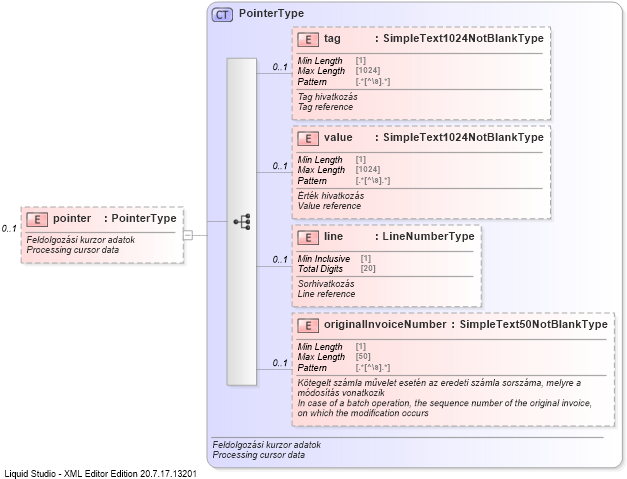 CT PointerType
E tag : SimpleText1024NotBlankType
0..1
Min Length [1]
Max Length [1024]
Pattern [.*[^\s].*]
Tag hivatkozás
Tag reference
E value : SimpleText1024NotBlankType
0..1
Min Length [1]
Max Length [1024]
Pattern [.*[^\s].*]
Érték hivatkozás
Value reference
0..1
E pointer : PointerType
Feldolgozási kurzor adatok
Processing cursor data
E line : LineNumberType
0..1
Min Inclusive [1]
Total Digits [20]
Sorhivatkozás
Line reference
E originalInvoiceNumber : SimpleText50NotBlankType
0..1
Min Length [1]
Max Length [50]
Pattern [.*[^\s].*]
Kötegelt számla művelet esetén az eredeti számla sorszáma, melyre a
módosítás vonatkozik
In case of a batch operation, the sequence number of the original invoice,
on which the modification occurs
Feldolgozási kurzor adatok
Processing cursor data
Liquid Studio - XML Editor Edition 20.7.17.13201